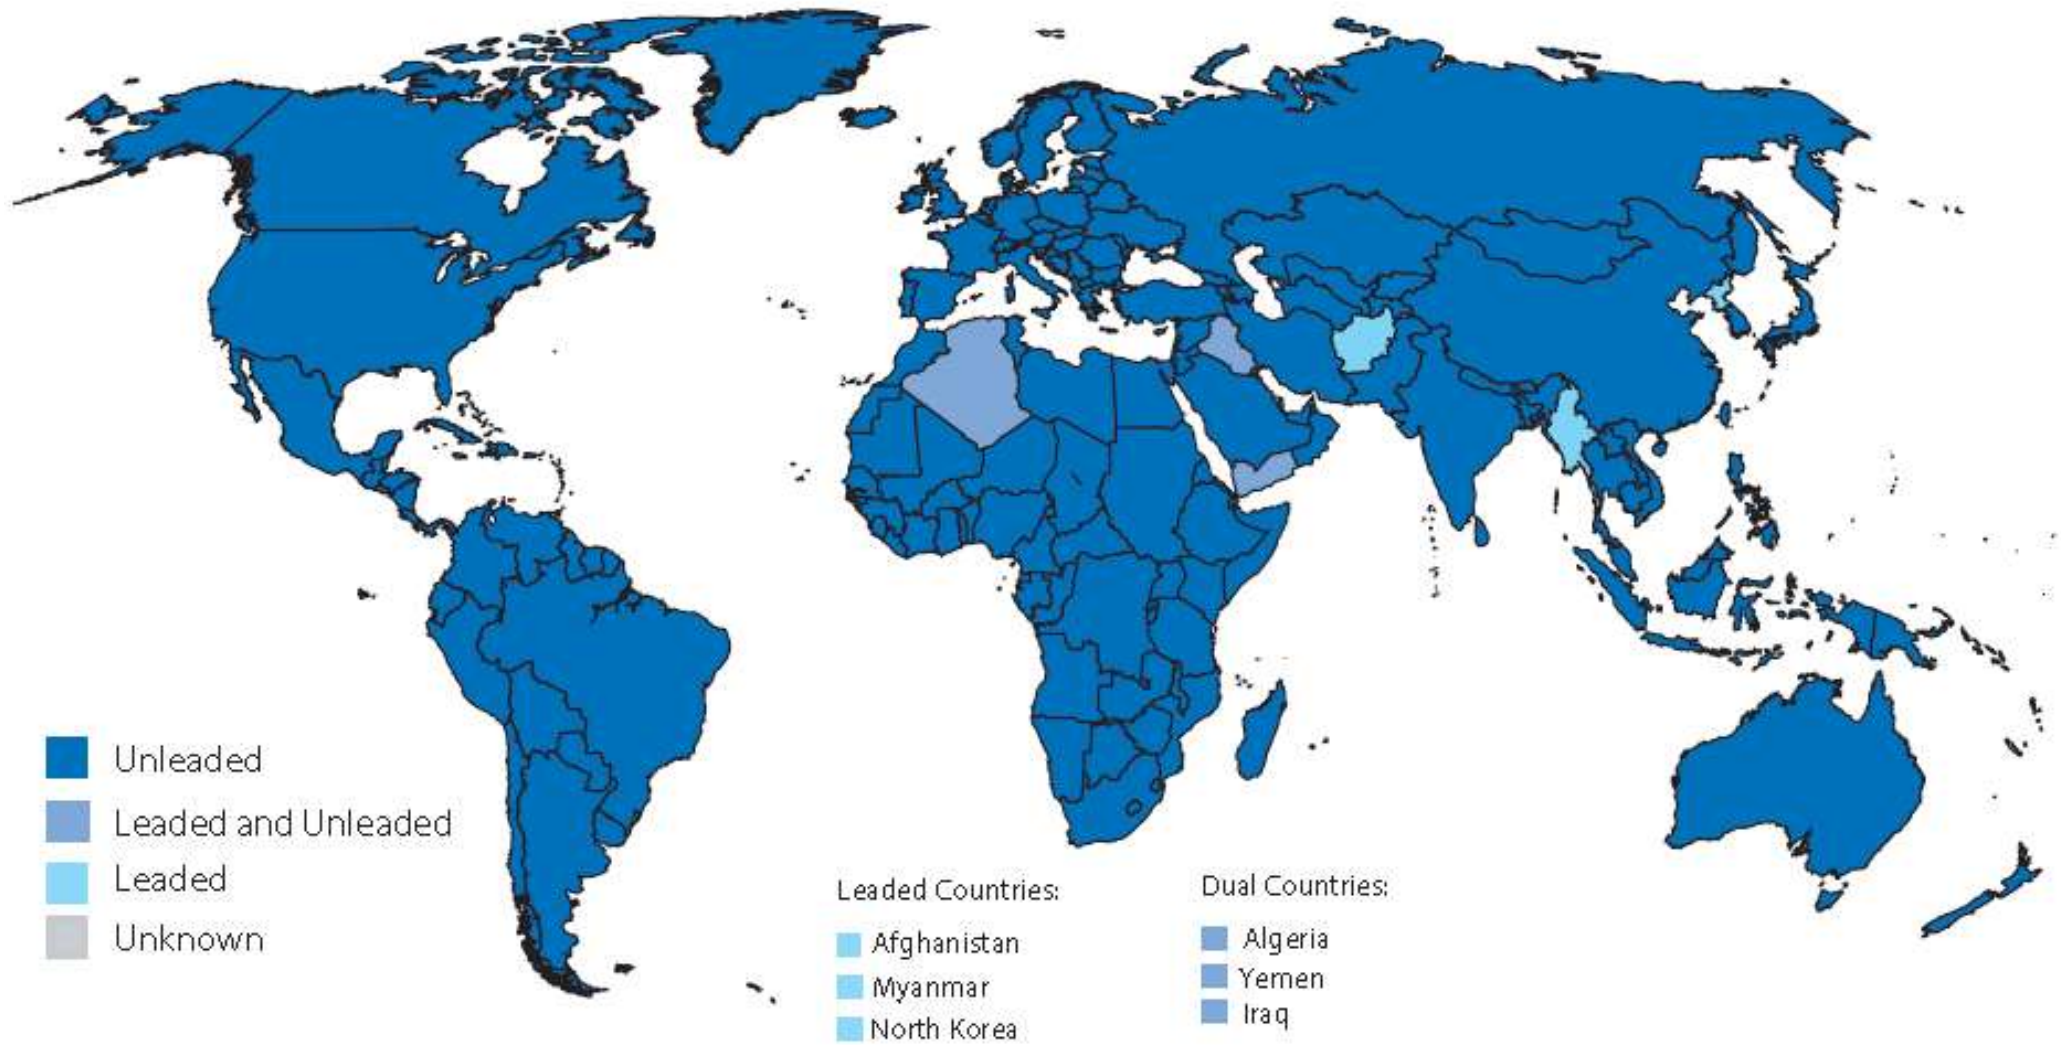 Unleaded
Leaded and Unleaded
Leaded
Unknown
Leaded Countries:
Afghanistan
Myanmar
North Korea
Dual Countries:
Algeria
Yemen
Iraq